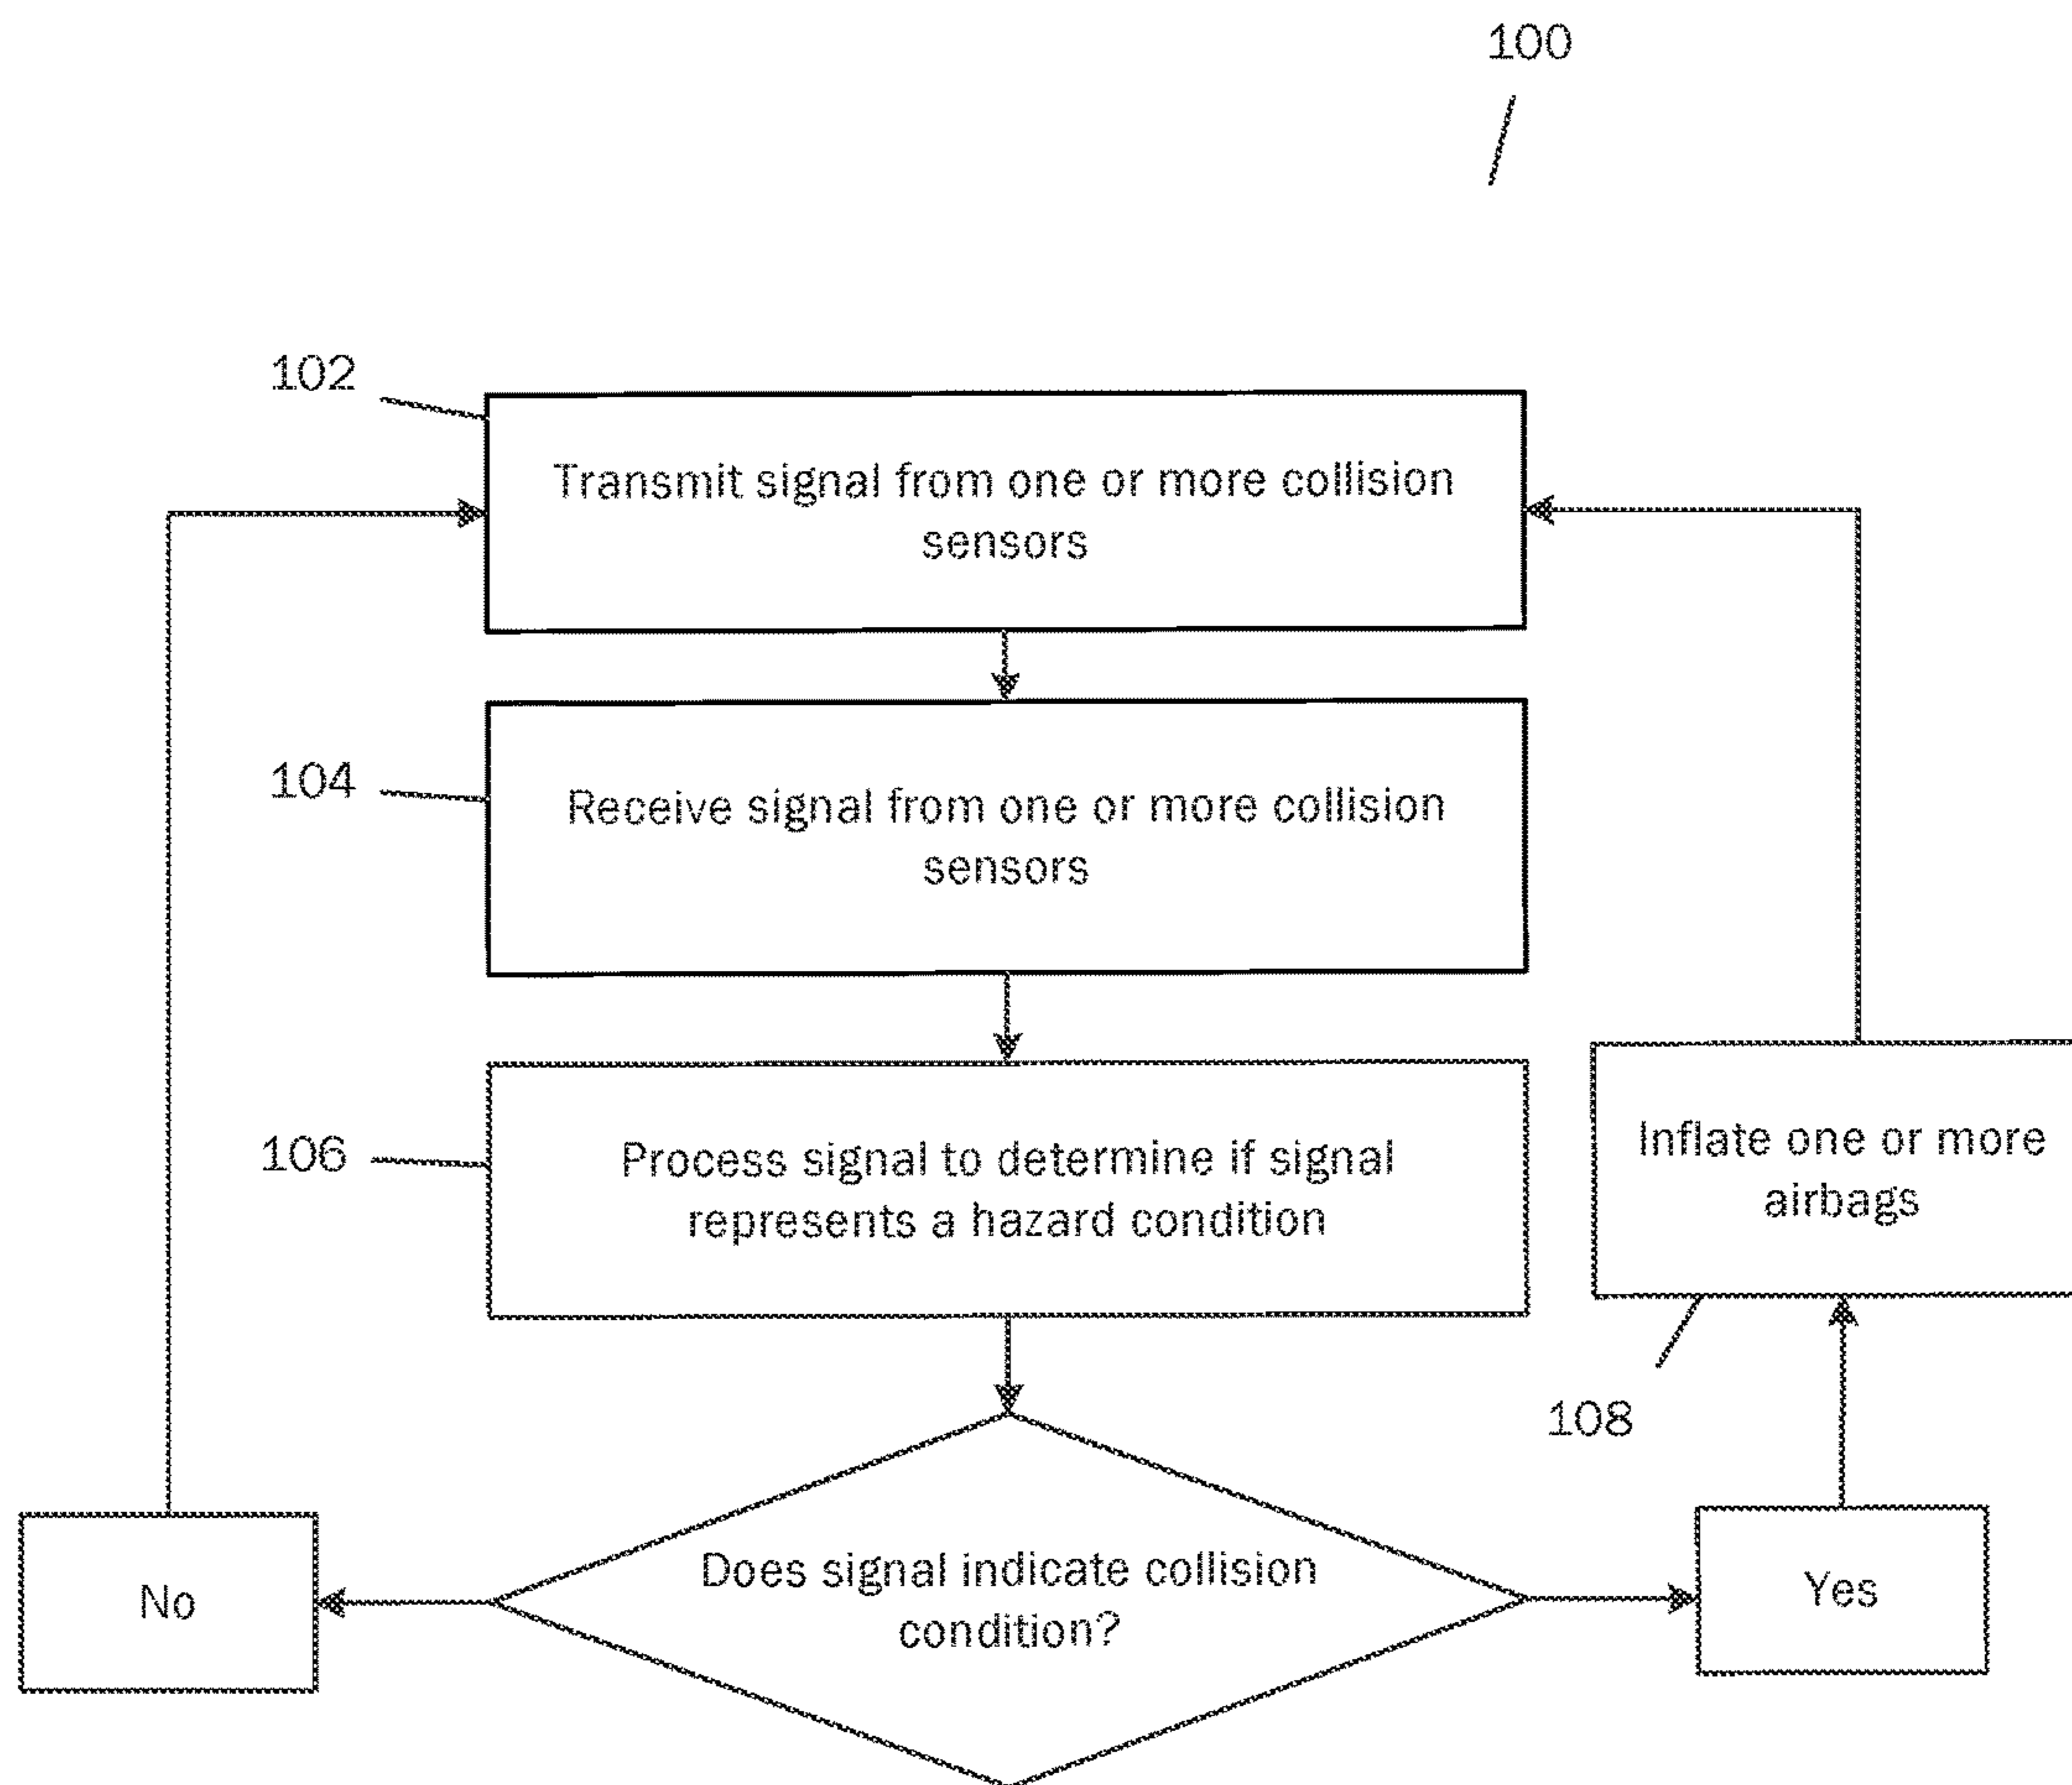 100
102
Transmit signal from one or more collision
sensors
104
Receive signal from one or more collision
sensors
106
Process signal to determine if signal
represents a hazard condition
Inflate one or more
airbags
108
Does signal indicate collision
condition?
No
Yes